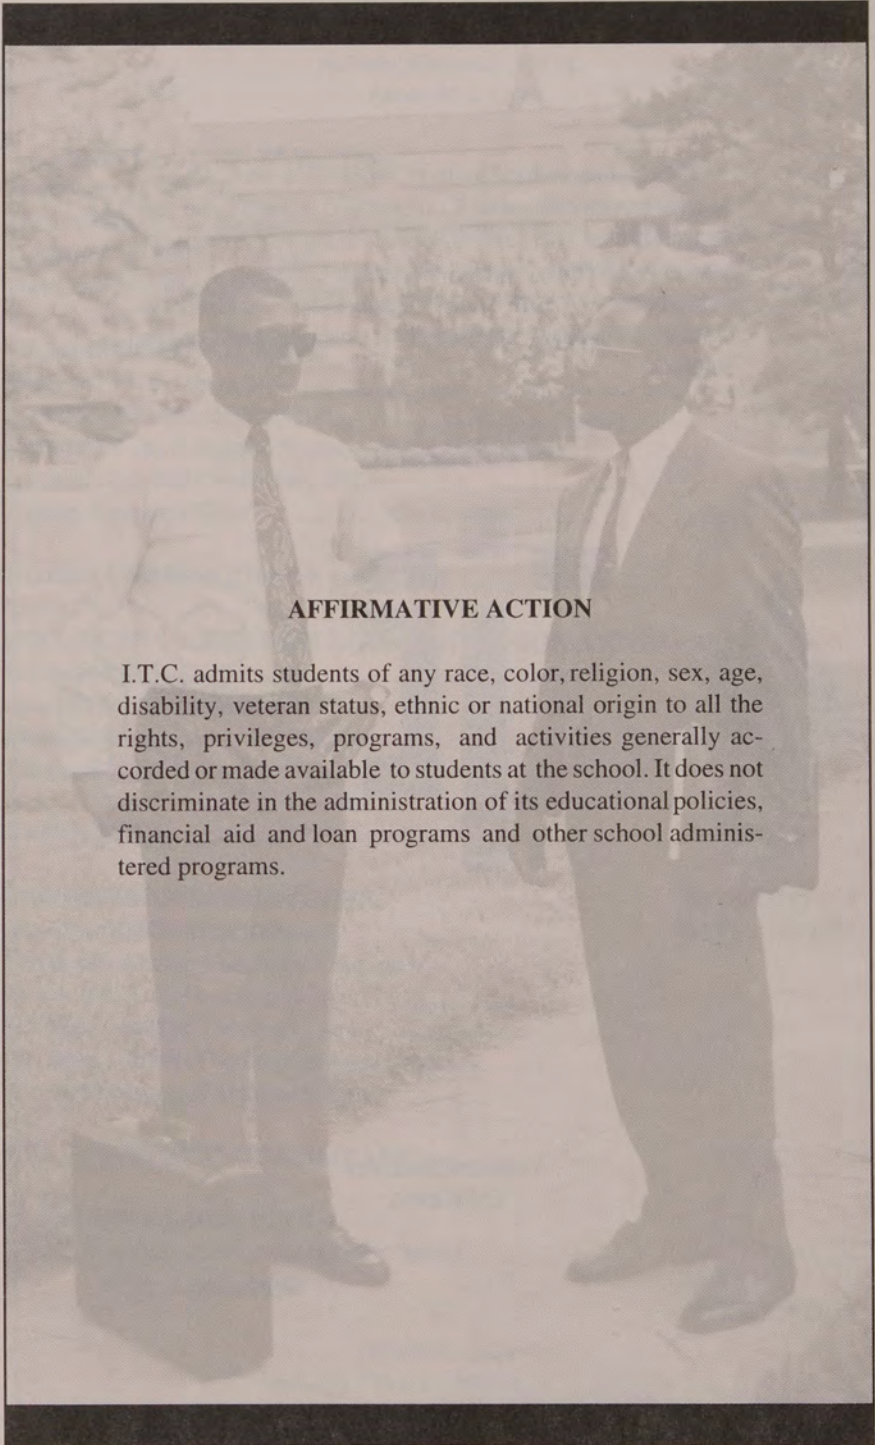 AFFIRMATIVE ACTION
I.T.C. admits students of any race, color, religion, sex, age,
disability, veteran status, ethnic or national origin to all the
rights, privileges, programs, and activities generally ac-
corded or made available to students at the school. It does not
discriminate in the administration of its educational policies,
financial aid and loan programs and other school adminis-
tered programs.